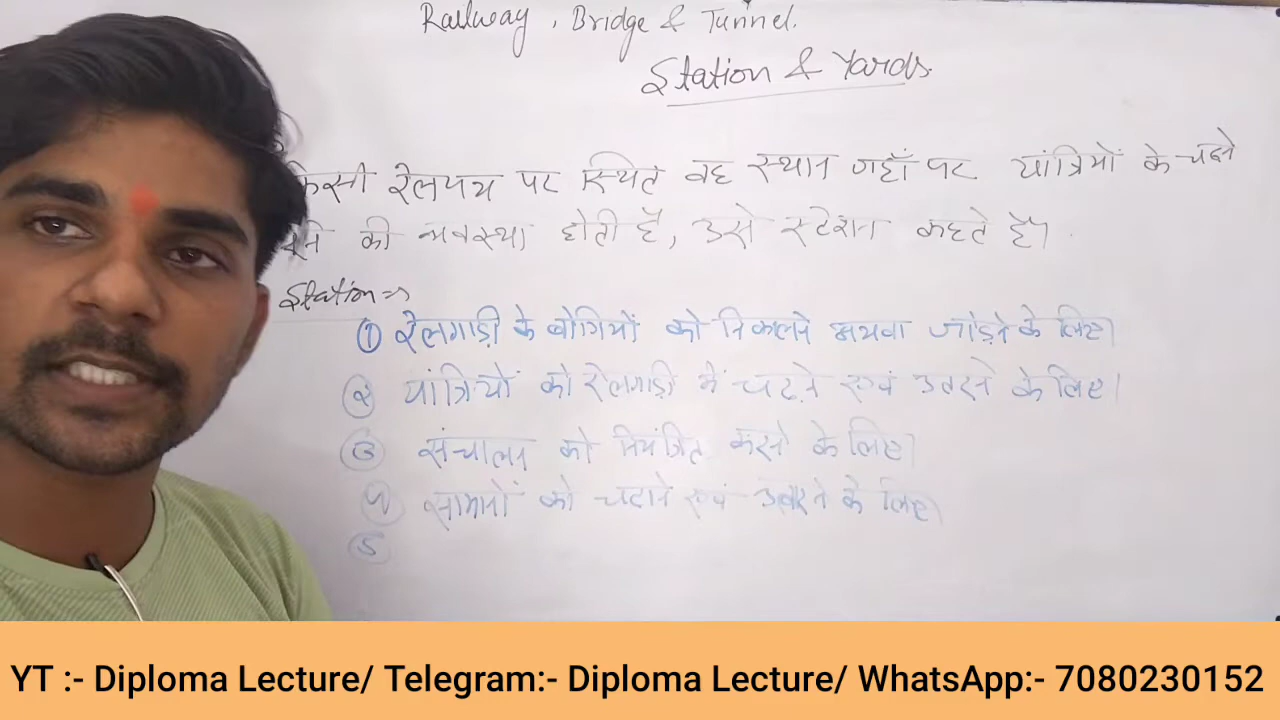 Railway, Bridge & Tunnel.
Station & Yards.
किसी रेलपथ पर स्थित वह स्थान जहाँ पर यांत्रियों के चढ़ने
की व्यवस्था होती है, उसे स्टेशन कहते हैं।
Station =>
① रेलगाड़ी के बोगियों को निकलने अथवा जोड़ने के लिए।
② यांत्रियों को रेलगाड़ी में चढ़ने एवं उतरने के लिए।
③ संचालन को नियंत्रित करने के लिए।
④ सामानों को चढाने एवं उतारने के लिए।
⑤
YT :- Diploma Lecture/ Telegram:- Diploma Lecture/ WhatsApp:- 7080230152